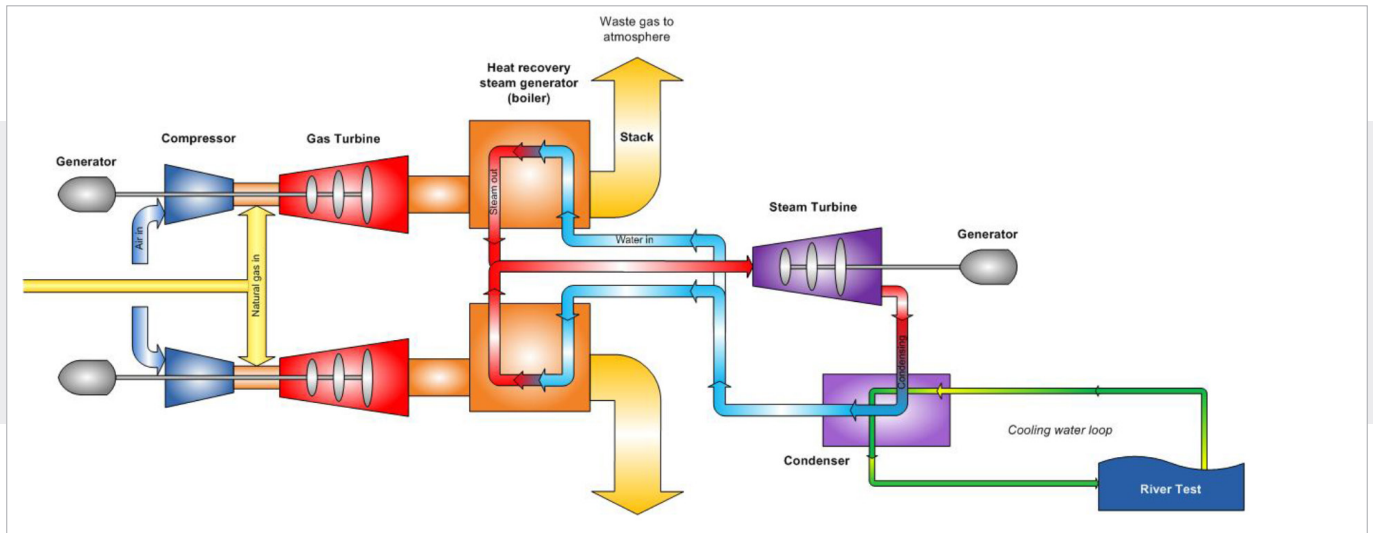 Waste gas to
atmosphere
Heat recovery
steam generator
(boiler)
Stack
Compressor
Gas Turbine
Generator
Air in
Natural gas in
Steam out
Water in
Steam Turbine
Generator
Condensing
Condenser
Cooling water loop
River Test